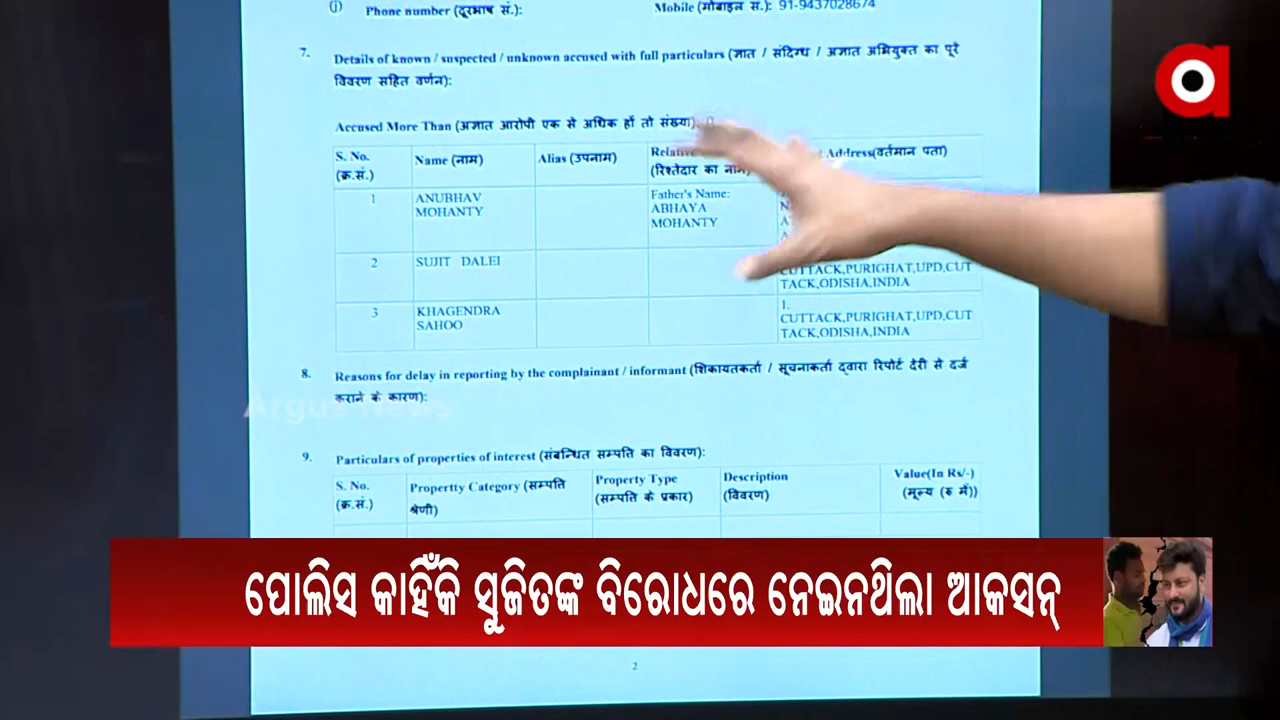 (j) Phone number (दूरभाष सं.): Mobile (मोबाइल सं.): 91-9437028674
7. Details of known / suspected / unknown accused with full particulars (ज्ञात / संदिग्ध / अज्ञात अभियुक्त का पूरे
विवरण सहित वर्णन):
Accused More Than (अज्ञात आरोपी एक से अधिक हों तो संख्या): 0
S. No. (क्र.सं.) Name (नाम) Alias (उपनाम) Relative (रिश्तेदार का नाम) Address(वर्तमान पता)
1 ANUBHAV MOHANTY Father's Name: ABHAYA MOHANTY
2 SUJIT DALEI CUTTACK,PURIGHAT,UPD,CUT
TACK,ODISHA,INDIA
3 KHAGENDRA SAHOO 1. CUTTACK,PURIGHAT,UPD,CUT
TACK,ODISHA,INDIA
8. Reasons for delay in reporting by the complainant / informant (शिकायतकर्ता / सूचनाकर्ता द्वारा रिपोर्ट देरी से दर्ज
कराने के कारण):
Argus News
9. Particulars of properties of interest (संबन्धित सम्पति का विवरण):
S. No. (क्र.सं.) Propertty Category (सम्पति श्रेणी) Property Type (सम्पति के प्रकार) Description (विवरण) Value(In Rs/-) (मूल्य (रु में))
ପୋଲିସ କାହିଁକି ସୁଜିତଙ୍କ ବିରୋଧରେ ନେଇନଥିଲା ଆକସନ୍
2